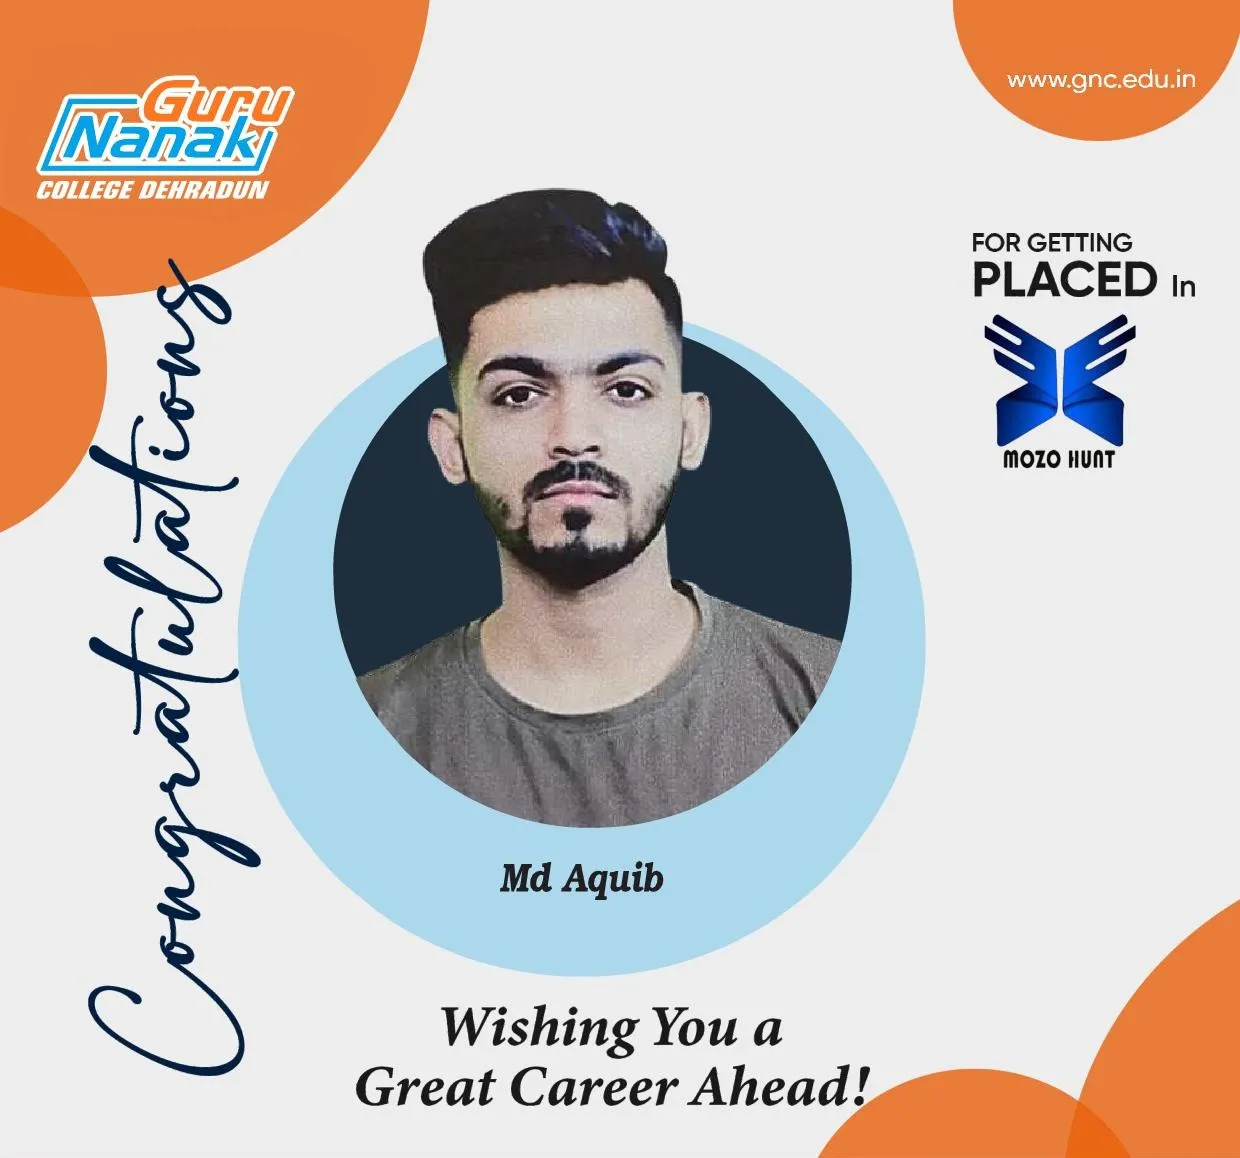 Guru
Nanak
COLLEGE DEHRADUN
www.gnc.edu.in
Congratulations
FOR GETTING
PLACED In
MOZO HUNT
Md Aquib
Wishing You a
Great Career Ahead!